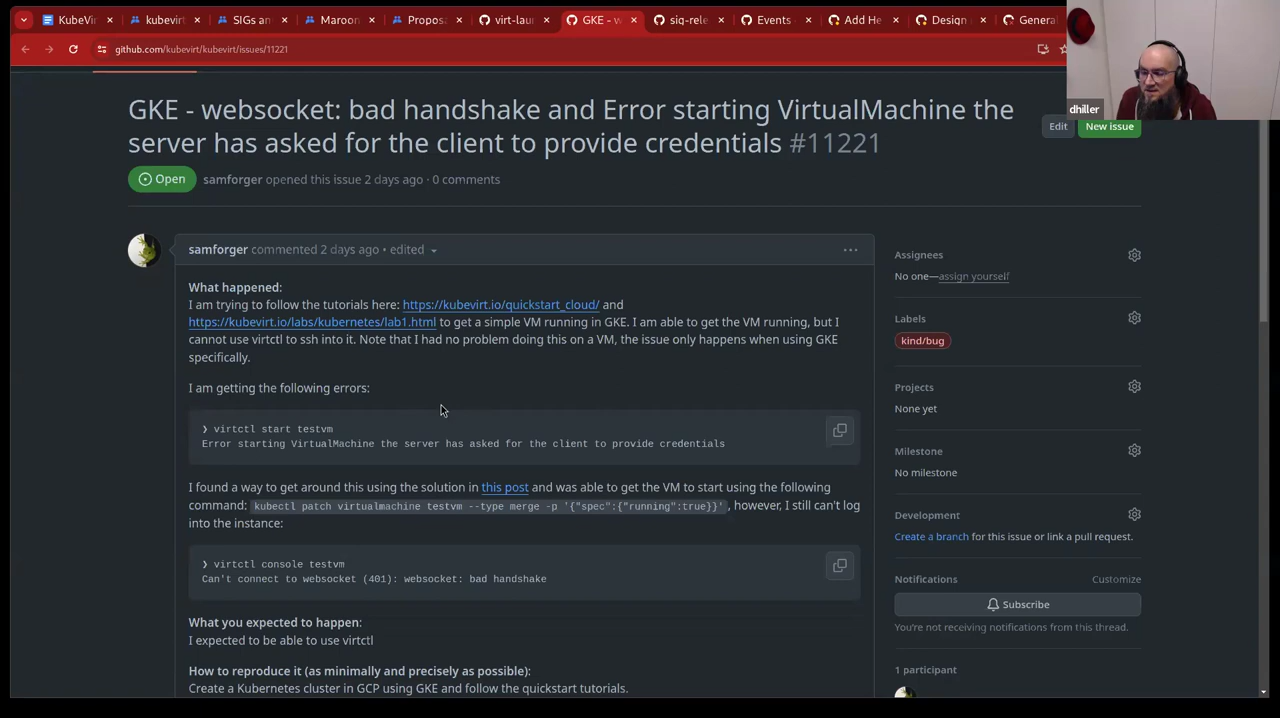 KubeVir
kubevirt
SIGs an
Maroon
Propos
virt-laun
GKE - w
sig-rele
Events -
Add He
Design
General
github.com/kubevirt/kubevirt/issues/11221
dhiller
GKE - websocket: bad handshake and Error starting VirtualMachine the
server has asked for the client to provide credentials #11221
Edit
New issue
Open
samforger opened this issue 2 days ago · 0 comments
samforger commented 2 days ago • edited
What happened:
I am trying to follow the tutorials here: https://kubevirt.io/quickstart_cloud/ and
https://kubevirt.io/labs/kubernetes/lab1.html to get a simple VM running in GKE. I am able to get the VM running, but I
cannot use virtctl to ssh into it. Note that I had no problem doing this on a VM, the issue only happens when using GKE
specifically.
I am getting the following errors:
❯ virtctl start testvm
Error starting VirtualMachine the server has asked for the client to provide credentials
I found a way to get around this using the solution in this post and was able to get the VM to start using the following
command: kubectl patch virtualmachine testvm --type merge -p '{"spec":{"running":true}}' , however, I still can't log
into the instance:
❯ virtctl console testvm
Can't connect to websocket (401): websocket: bad handshake
What you expected to happen:
I expected to be able to use virtctl
How to reproduce it (as minimally and precisely as possible):
Create a Kubernetes cluster in GCP using GKE and follow the quickstart tutorials.
Assignees
No one—assign yourself
Labels
kind/bug
Projects
None yet
Milestone
No milestone
Development
Create a branch for this issue or link a pull request.
Notifications
Customize
Subscribe
You're not receiving notifications from this thread.
1 participant